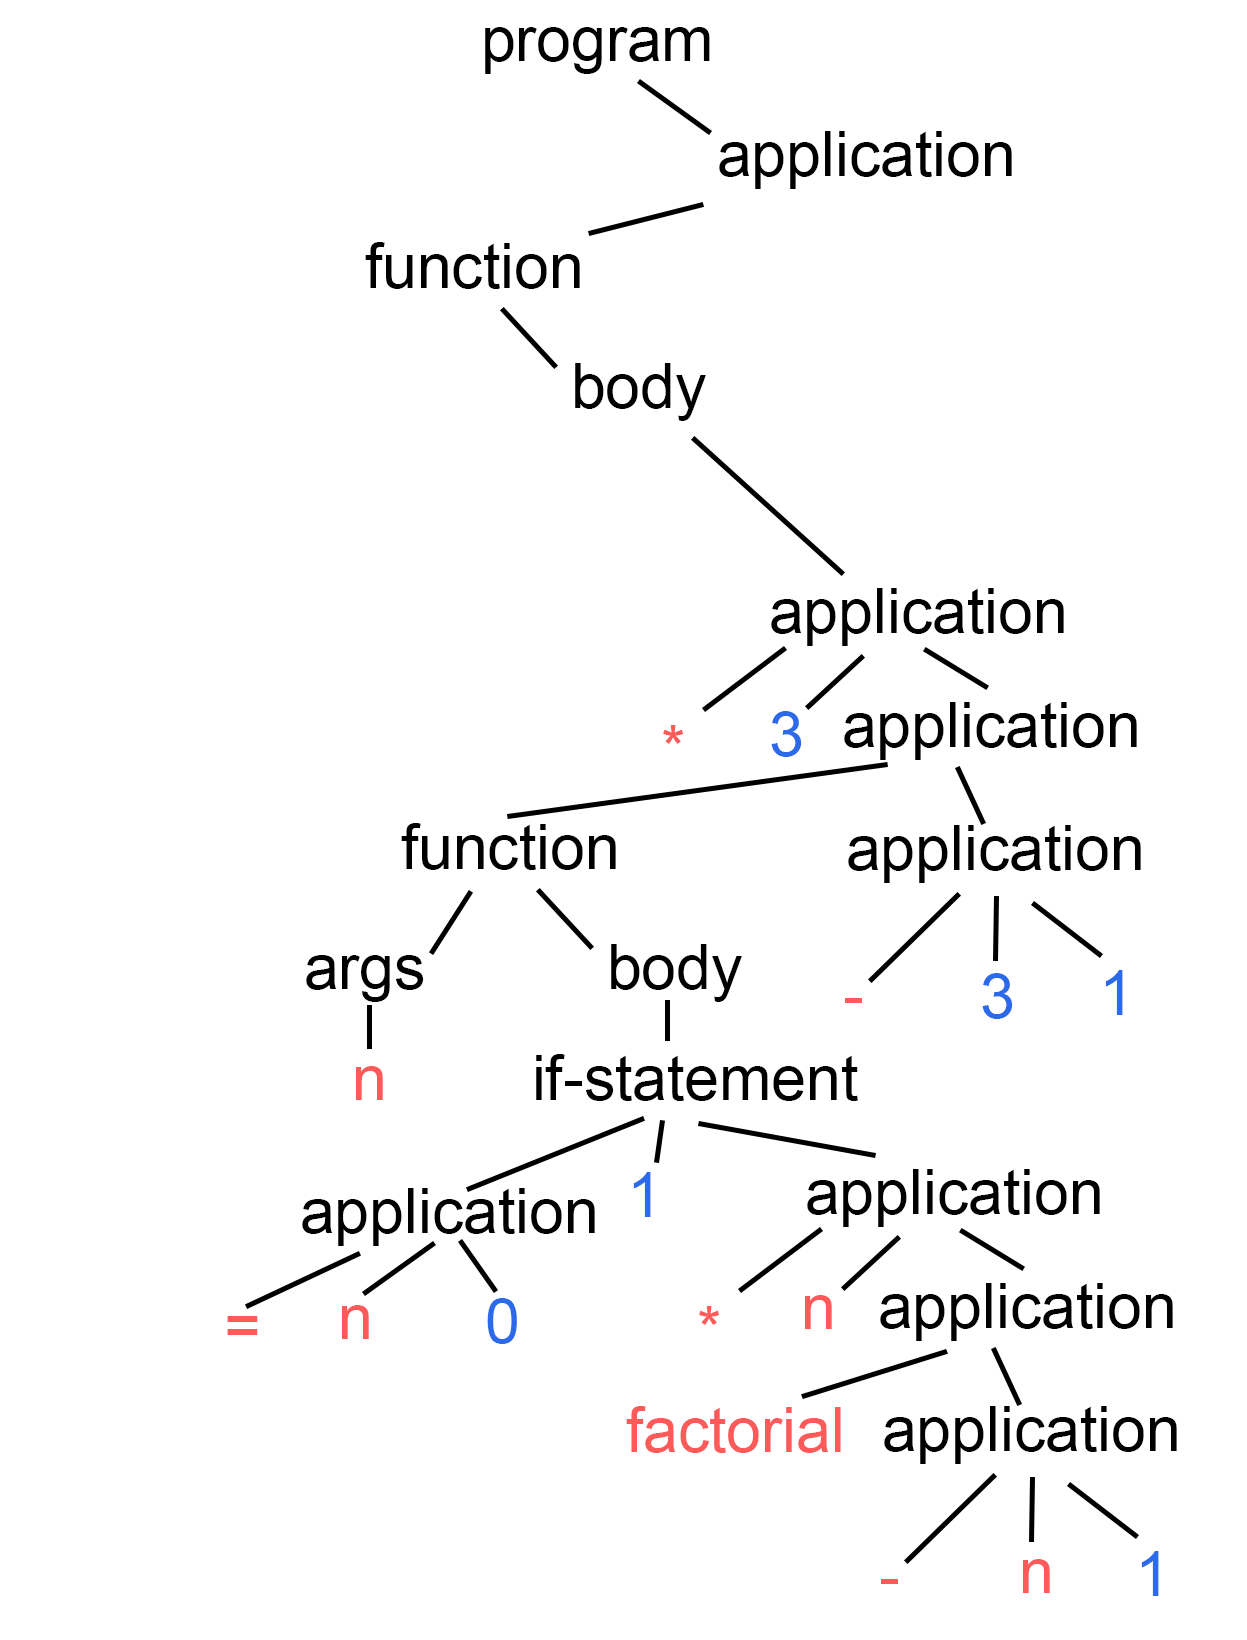 program
application
function
body
application
* 3 application
function application
args body
- 3 1
n if-statement
application 1 application
= n 0 * n application
factorial application
- n 1